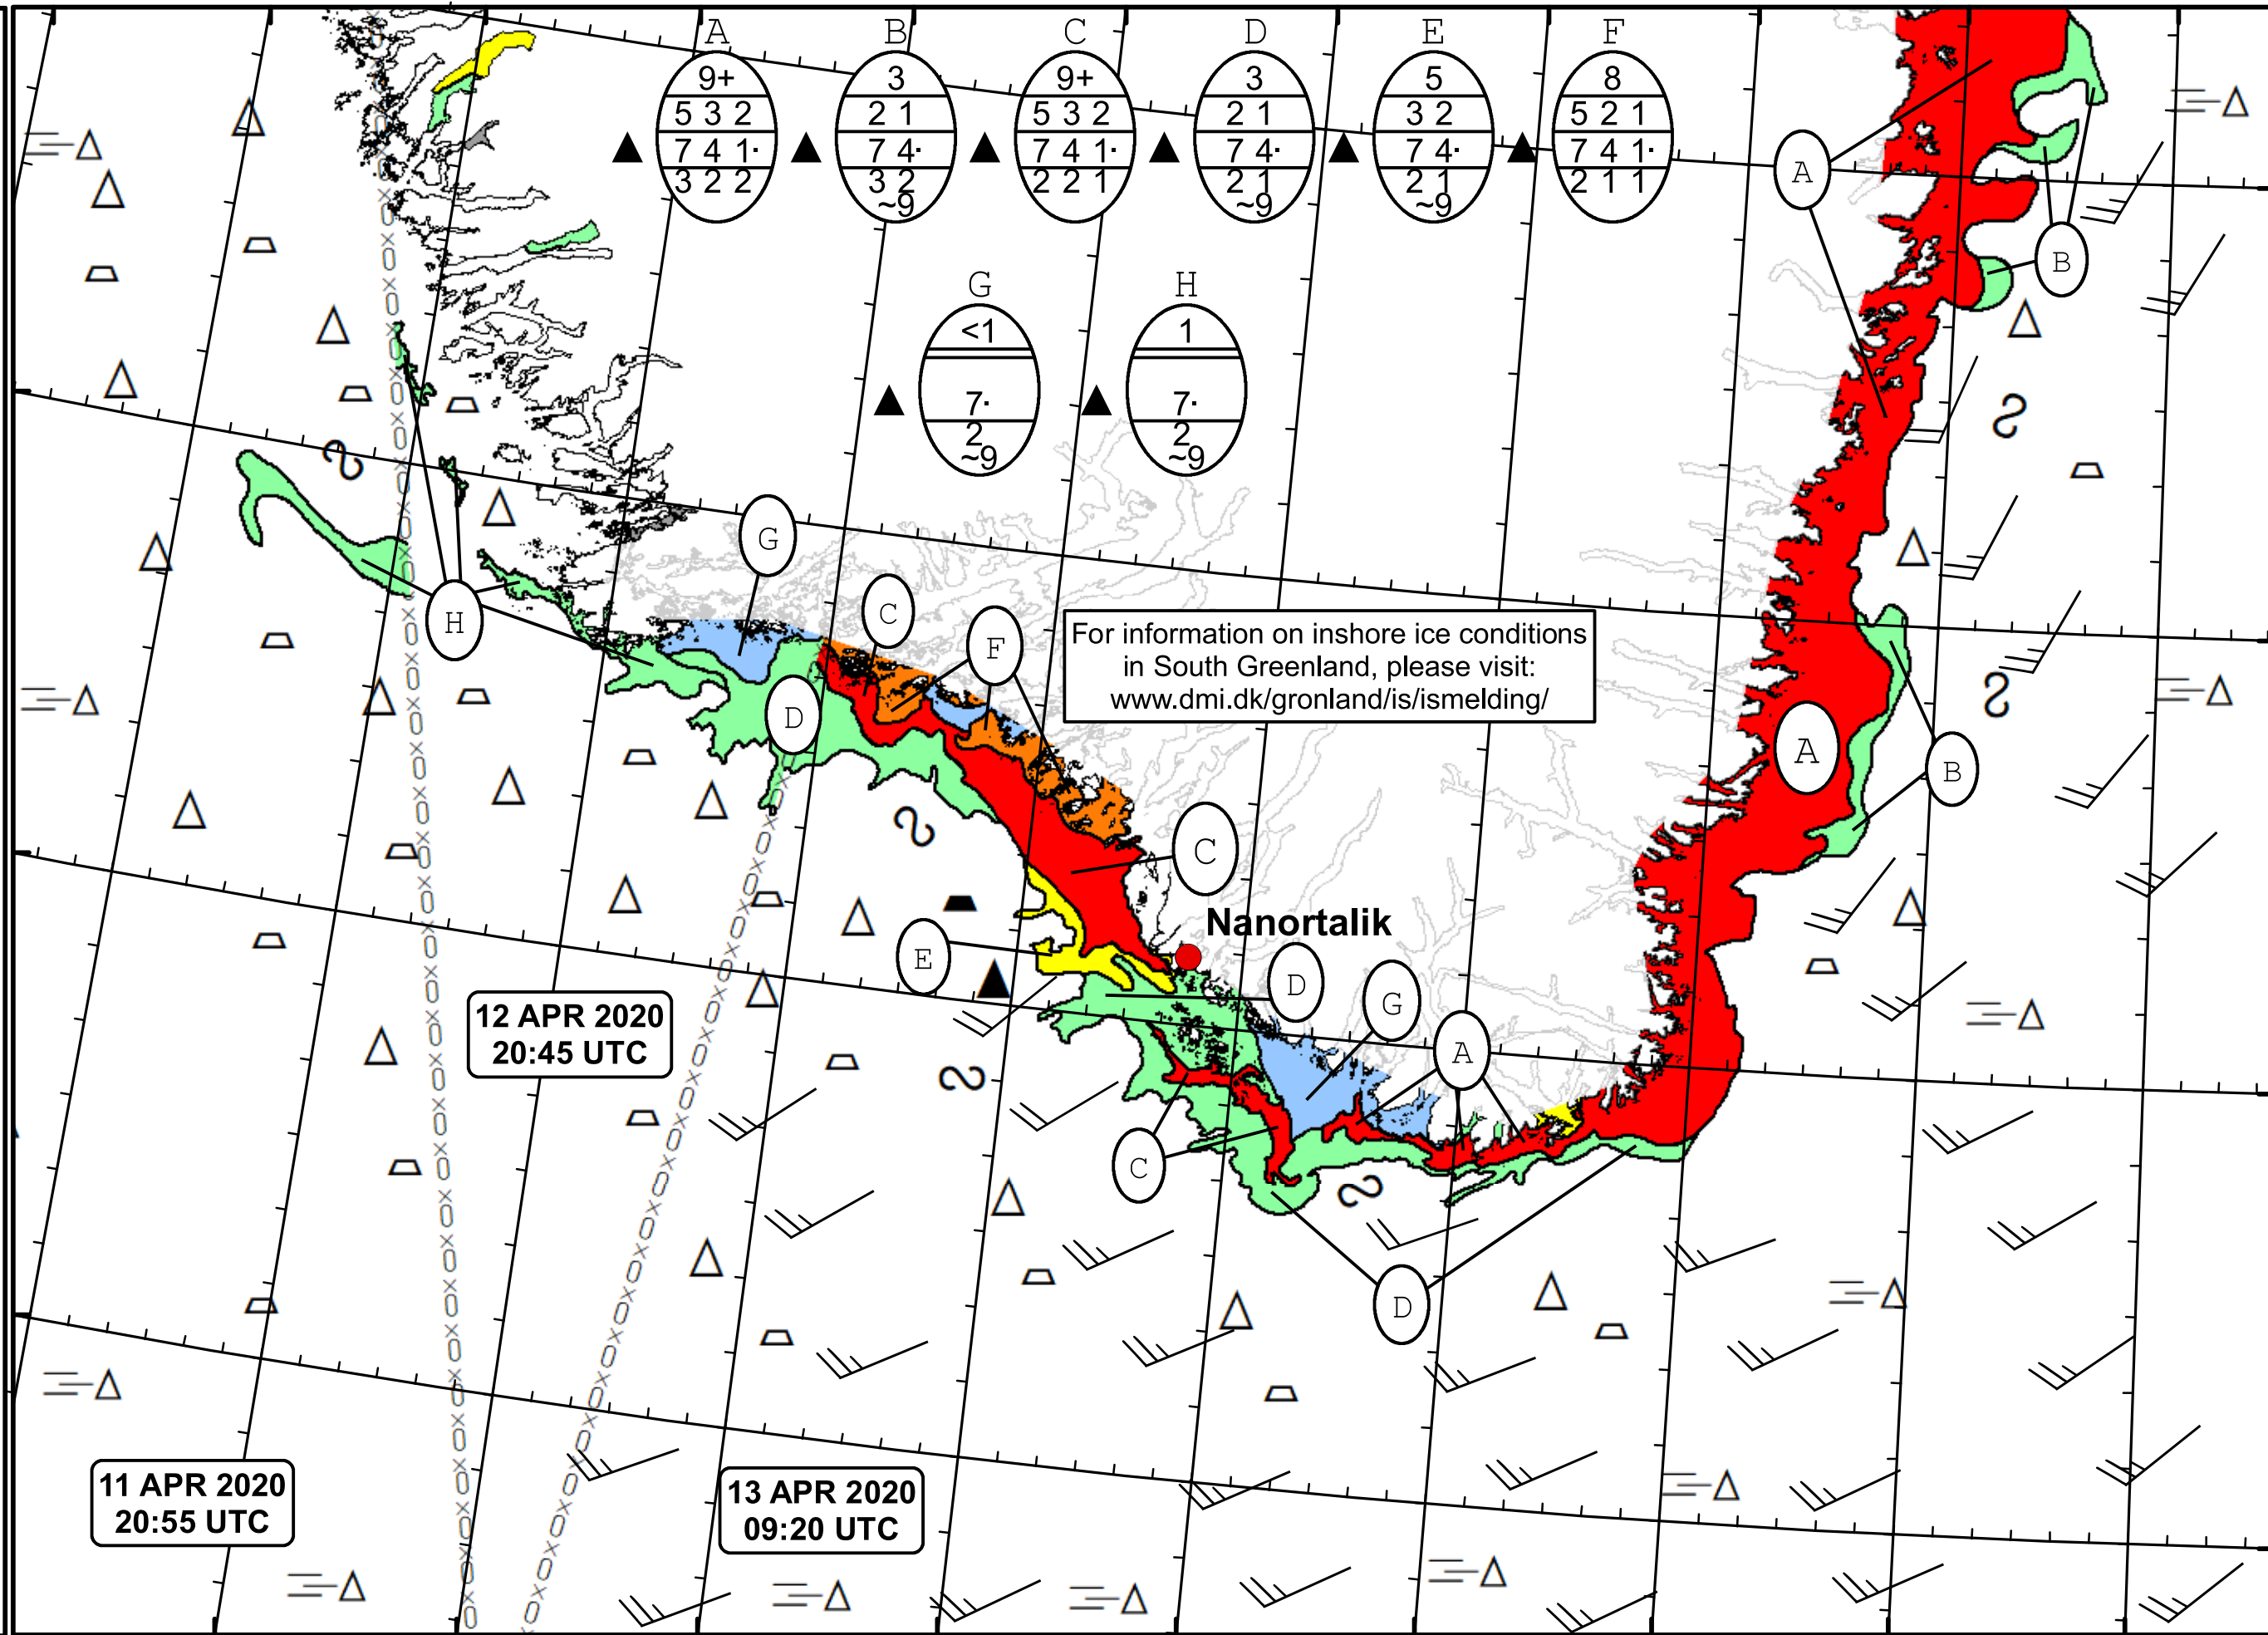 A B C D E F
9+ 3 9+ 3 5 8
5 3 2 2 1 5 3 2 2 1 3 2 5 2 1
7 4 1· 7 4· 7 4 1· 7 4· 7 4· 7 4 1·
3 2 2 3 2 2 2 1 2 1 2 1 2 1 1
~9 ~9 ~9
A
B
G H
<1 1
7· 7·
2 2
~9 ~9
G
C
H
F
For information on inshore ice conditions
in South Greenland, please visit:
www.dmi.dk/gronland/is/ismelding/
D
A
B
C
Nanortalik
E
D
G
A
12 APR 2020
20:45 UTC
C
D
11 APR 2020
20:55 UTC
13 APR 2020
09:20 UTC